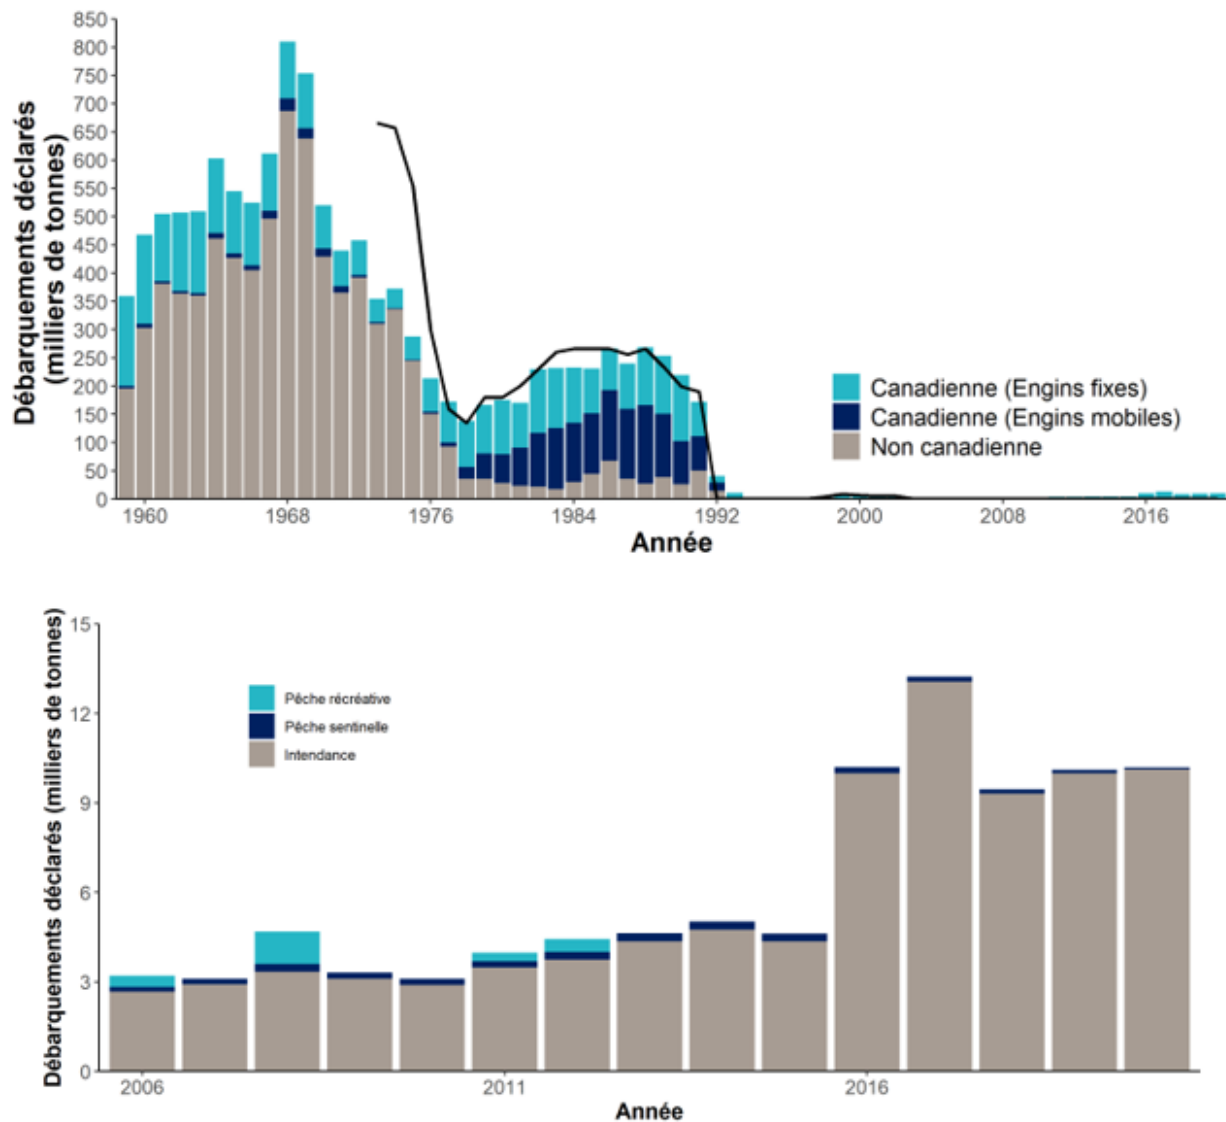 850
800
750
700
650
600
550
500
450
400
350
300
250
200
150
100
50
0
Débarquements déclarés
(milliers de tonnes)
Canadienne (Engins fixes)
Canadienne (Engins mobiles)
Non canadienne
1960 1968 1976 1984 1992 2000 2008 2016
Année
15
12
9
6
3
0
Débarquements déclarés (milliers de tonnes)
Pêche récréative
Pêche sentinelle
Intendance
2006 2011 2016
Année